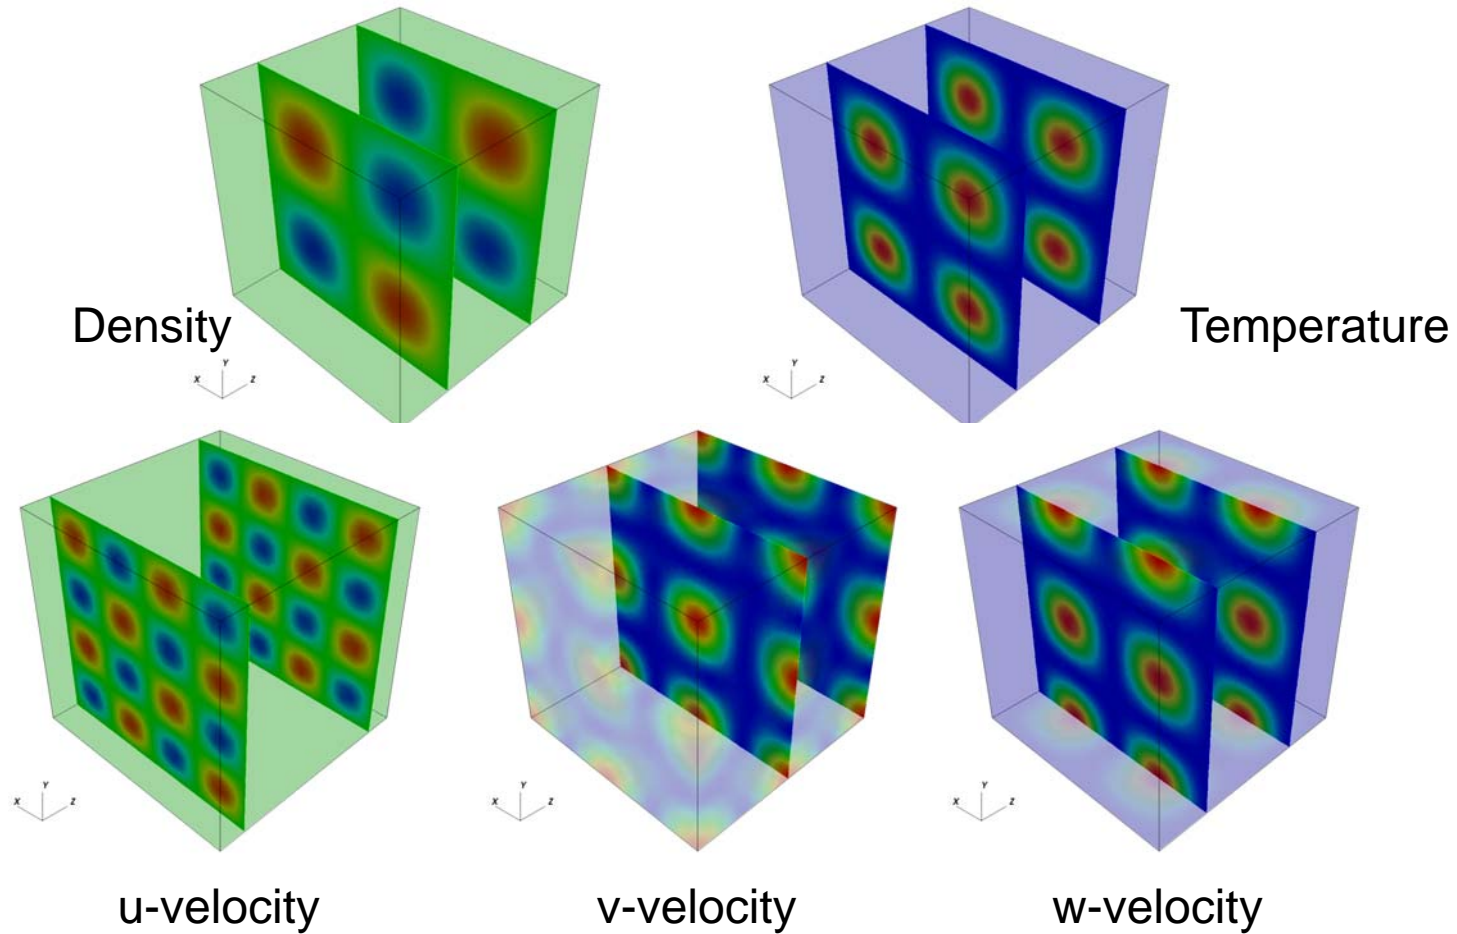 Density
Temperature
Y
X Z
Y
X Z
u-velocity
v-velocity
w-velocity
Y
X Z
Y
X Z
Y
X Z